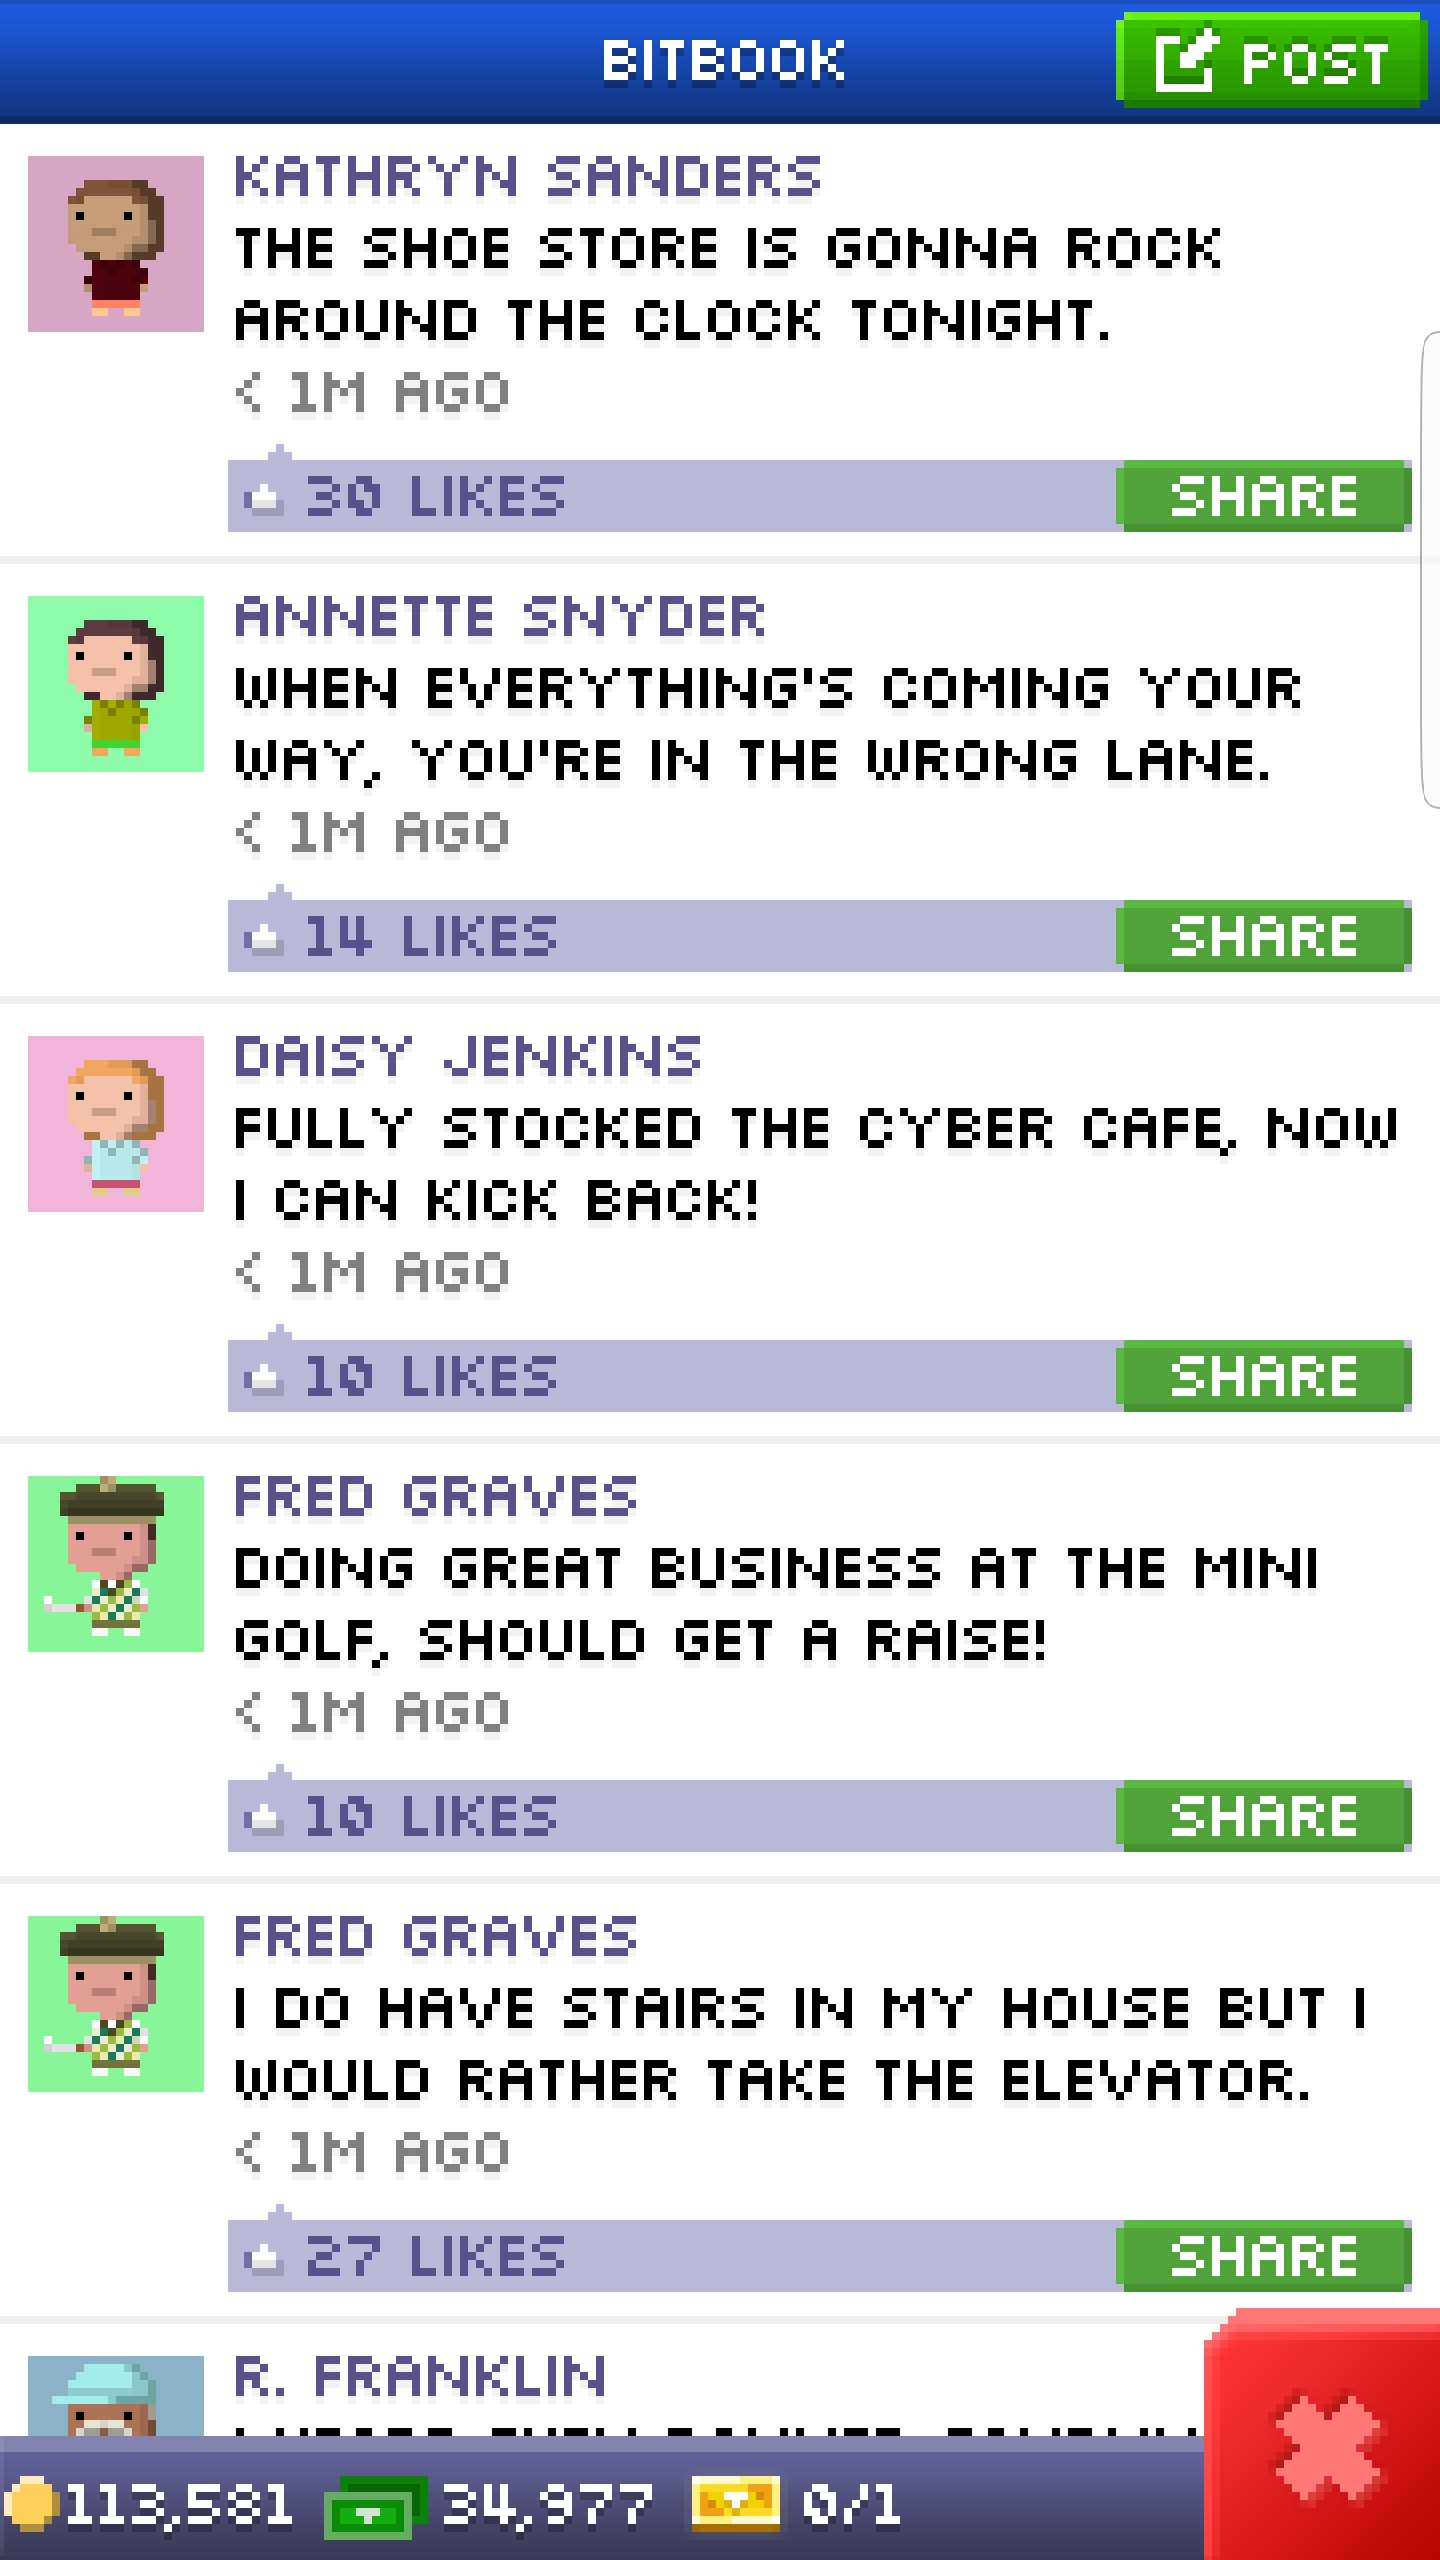 BITBOOK
POST
KATHRYN SANDERS
THE SHOE STORE IS GONNA ROCK
AROUND THE CLOCK TONIGHT.
< 1M AGO
30 LIKES
SHARE
ANNETTE SNYDER
WHEN EVERYTHING'S COMING YOUR
WAY, YOU'RE IN THE WRONG LANE.
< 1M AGO
14 LIKES
SHARE
DAISY JENKINS
FULLY STOCKED THE CYBER CAFE, NOW
I CAN KICK BACK!
< 1M AGO
10 LIKES
SHARE
FRED GRAVES
DOING GREAT BUSINESS AT THE MINI
GOLF, SHOULD GET A RAISE!
< 1M AGO
10 LIKES
SHARE
FRED GRAVES
I DO HAVE STAIRS IN MY HOUSE BUT I
WOULD RATHER TAKE THE ELEVATOR.
< 1M AGO
27 LIKES
SHARE
R. FRANKLIN
113,581
34,977
0/1